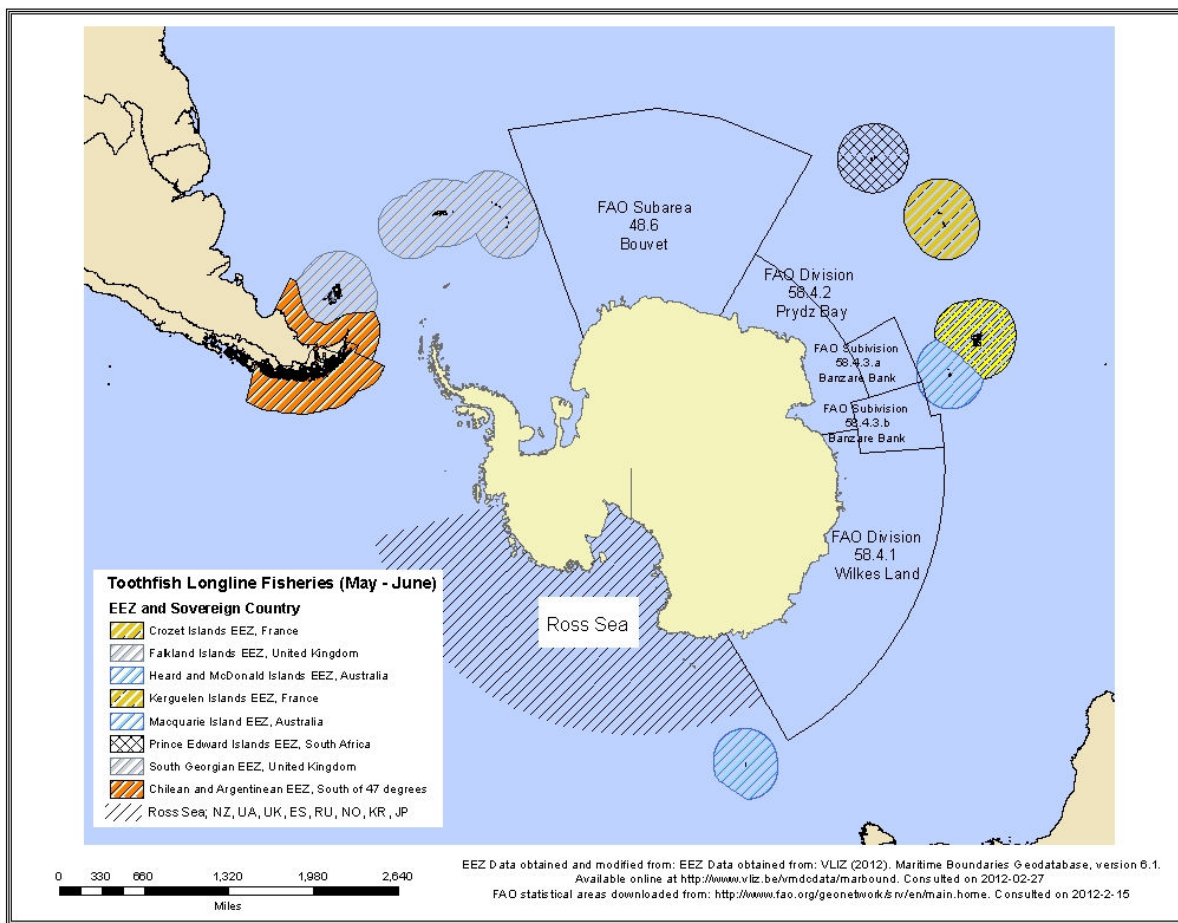 FAO Subarea
48.6
Bouvet
FAO Division
58.4.2
Prydz Bay
FAO Subivision
58.4.3.a
Banzare Bank
FAO Subivision
58.4.3.b
Banzare Bank
FAO Division
58.4.1
Wilkes Land
Ross Sea
Toothfish Longline Fisheries (May - June)
EEZ and Sovereign Country
Crozet Islands EEZ, France
Falkland Islands EEZ, United Kingdom
Heard and McDonald Islands EEZ, Australia
Kerguelen Islands EEZ, France
Macquarie Island EEZ, Australia
Prince Edward Islands EEZ, South Africa
South Georgian EEZ, United Kingdom
Chilean and Argentinean EEZ, South of 47 degrees
Ross Sea; NZ, UA, UK, ES, RU, NO, KR, JP
0 330 660 1,320 1,980 2,640
Miles
EEZ Data obtained and modified from: EEZ Data obtained from: VLIZ (2012). Maritime Boundaries Geodatabase, version 6.1.
Available online at http://www.vliz.be/vmdcdata/marbound. Consulted on 2012-02-27
FAO statistical areas downloaded from: http://www.fao.org/geonetwork/srv/en/main.home. Consulted on 2012-2-15